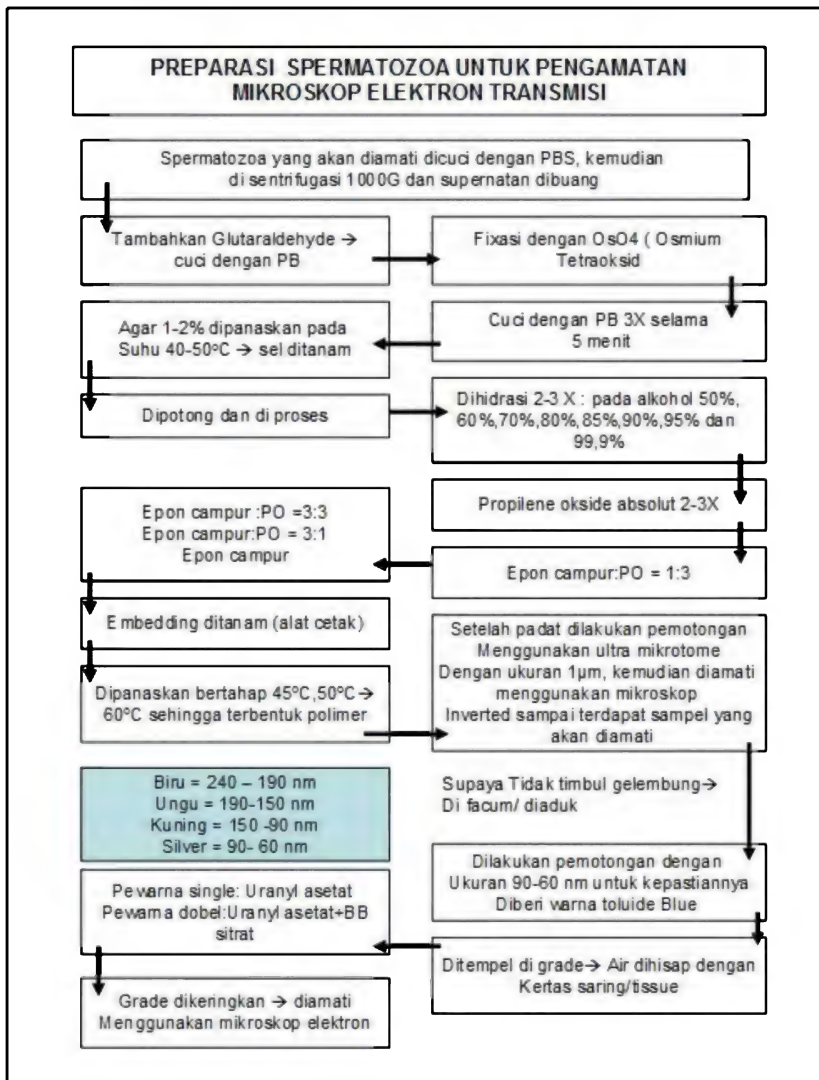 PREPARASI SPERMATOZOA UNTUK PENGAMATAN
MIKROSKOP ELEKTRON TRANSMISI
Spermatozoa yang akan diamati dicuci dengan PBS, kemudian
di sentrifugasi 1000G dan supernatan dibuang
Tambahkan Glutaraldehyde →
cuci dengan PB
Fixasi dengan OsO4 ( Osmium
Tetraoksid
Cuci dengan PB 3X selama
5 menit
Agar 1-2% dipanaskan pada
Suhu 40-50ºC → sel ditanam
Dipotong dan di proses
Dihidrasi 2-3 X : pada alkohol 50%,
60%,70%,80%,85%,90%,95% dan
99,9%
Propilene okside absolut 2-3X
Epon campur:PO = 1:3
Epon campur :PO =3:3
Epon campur:PO = 3:1
Epon campur
Embedding ditanam (alat cetak)
Dipanaskan bertahap 45ºC,50ºC→
60ºC sehingga terbentuk polimer
Setelah padat dilakukan pemotongan
Menggunakan ultra mikrotome
Dengan ukuran 1µm, kemudian diamati
menggunakan mikroskop
Inverted sampai terdapat sampel yang
akan diamati
Supaya Tidak timbul gelembung→
Di facum/ diaduk
Biru = 240 – 190 nm
Ungu = 190-150 nm
Kuning = 150 -90 nm
Silver = 90- 60 nm
Dilakukan pemotongan dengan
Ukuran 90-60 nm untuk kepastiannya
Diberi warna toluide Blue
Ditempel di grade→ Air dihisap dengan
Kertas saring/tissue
Pewarna single: Uranyl asetat
Pewarna dobel:Uranyl asetat+BB
sitrat
Grade dikeringkan → diamati
Menggunakan mikroskop elektron